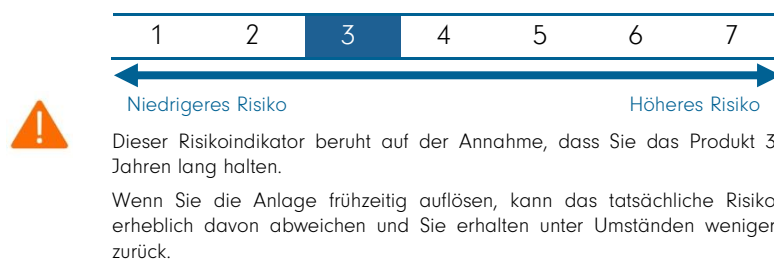 1 2 3 4 5 6 7
Niedrigeres Risiko Höheres Risiko
Dieser Risikoindikator beruht auf der Annahme, dass Sie das Produkt 3
Jahren lang halten.
Wenn Sie die Anlage frühzeitig auflösen, kann das tatsächliche Risiko
erheblich davon abweichen und Sie erhalten unter Umständen weniger
zurück.